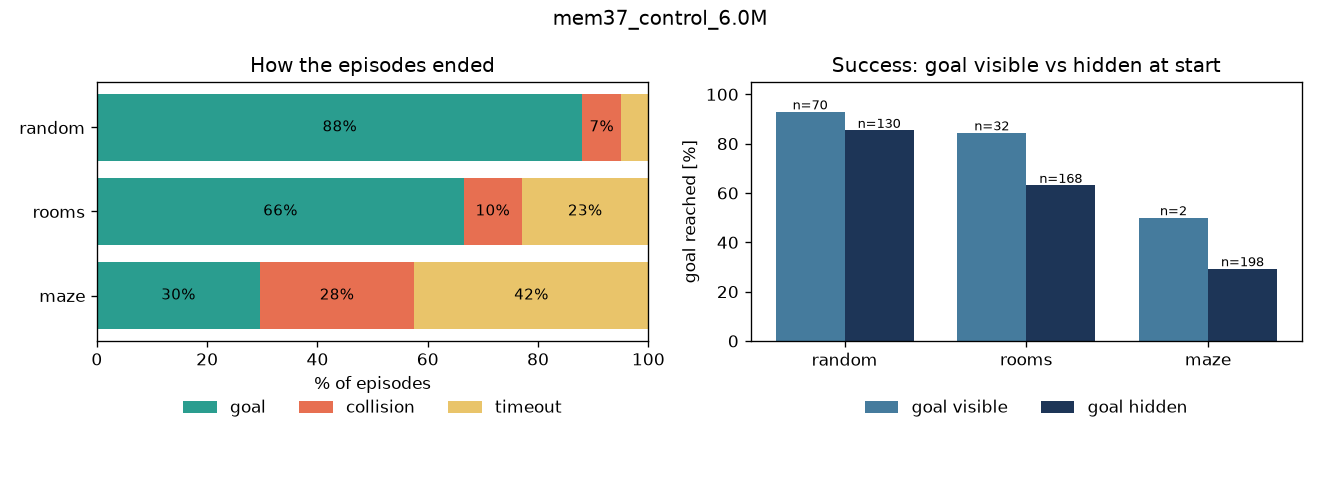 mem37_control_6.0M
How the episodes ended
random
rooms
maze
88%
7%
66%
10%
23%
30%
28%
42%
0 20 40 60 80 100
% of episodes
goal collision timeout
Success: goal visible vs hidden at start
goal reached [%]
100
80
60
40
20
0
n=70
n=130
n=32
n=168
n=2
n=198
random rooms maze
goal visible goal hidden